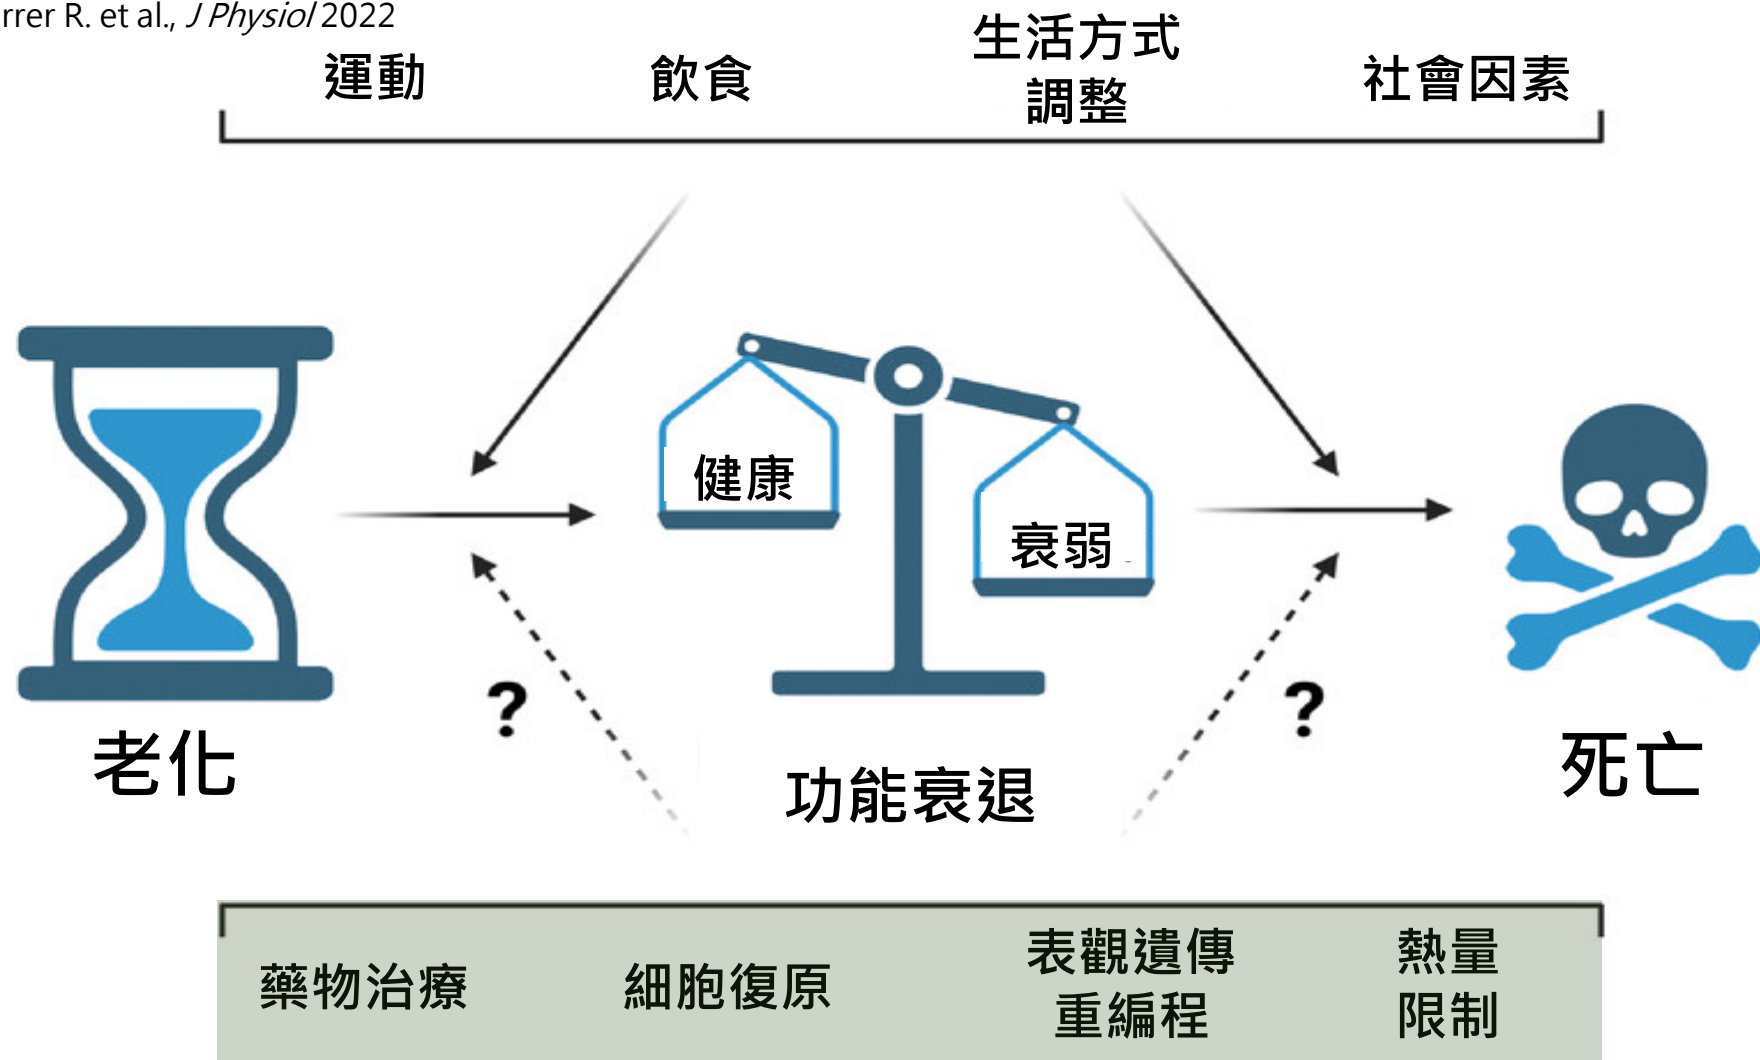 rrer R. et al., J Physiol 2022
運動
飲食
生活方式
調整
社會因素
健康
衰弱
?
?
老化
功能衰退
死亡
藥物治療
細胞復原
表觀遺傳
重編程
熱量
限制